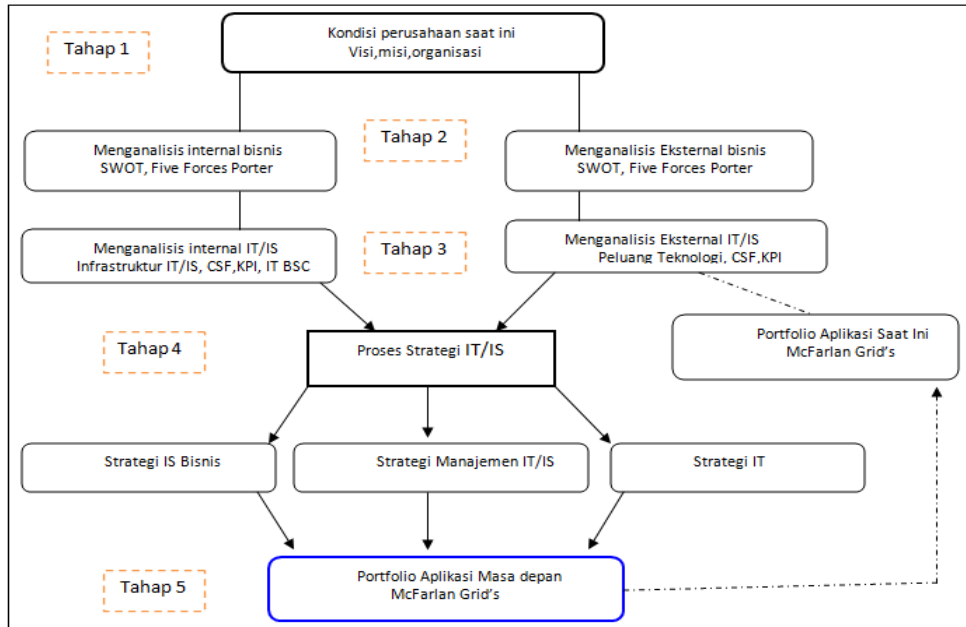 Kondisi perusahaan saat ini
Visi,misi,organisasi
Tahap 1
Tahap 2
Menganalisis internal bisnis
SWOT, Five Forces Porter
Menganalisis Eksternal bisnis
SWOT, Five Forces Porter
Tahap 3
Menganalisis internal IT/IS
Infrastruktur IT/IS, CSF,KPI, IT BSC
Menganalisis Eksternal IT/IS
Peluang Teknologi, CSF,KPI
Tahap 4
Proses Strategi IT/IS
Portfolio Aplikasi Saat Ini
McFarlan Grid's
Strategi IS Bisnis
Strategi Manajemen IT/IS
Strategi IT
Tahap 5
Portfolio Aplikasi Masa depan
McFarlan Grid's